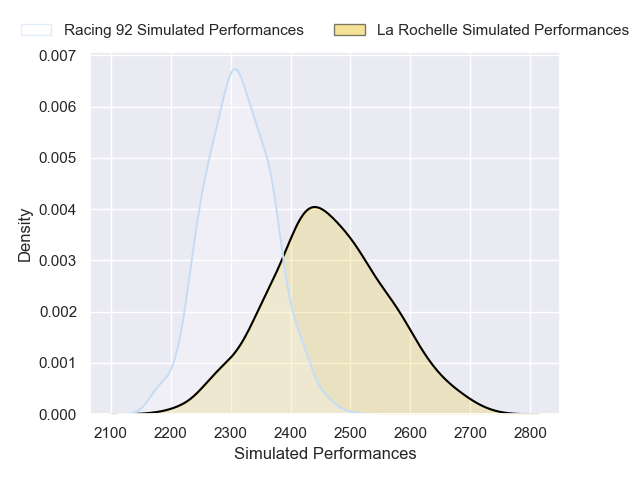 Racing 92 Simulated Performances La Rochelle Simulated Performances
0.007
0.006
0.005
0.004
0.003
0.002
0.001
0.000
Density
2100 2200 2300 2400 2500 2600 2700 2800
Simulated Performances